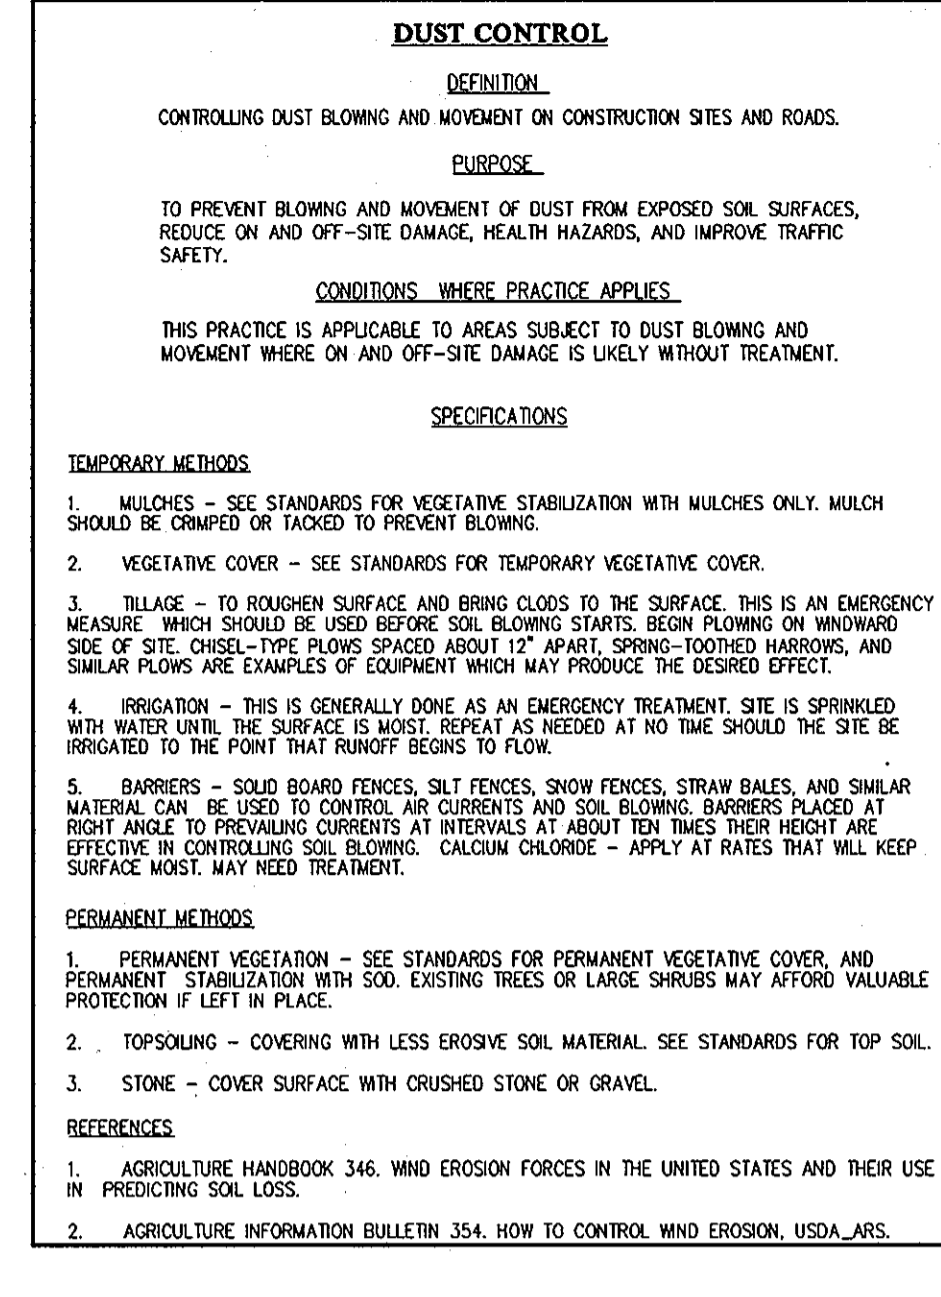 DUST CONTROL
DEFINITION
CONTROLLING DUST BLOWING AND MOVEMENT ON CONSTRUCTION SITES AND ROADS.
PURPOSE
TO PREVENT BLOWING AND MOVEMENT OF DUST FROM EXPOSED SOIL SURFACES,
REDUCE ON AND OFF-SITE DAMAGE, HEALTH HAZARDS, AND IMPROVE TRAFFIC
SAFETY.
CONDITIONS WHERE PRACTICE APPLIES
THIS PRACTICE IS APPLICABLE TO AREAS SUBJECT TO DUST BLOWING AND
MOVEMENT WHERE ON AND OFF-SITE DAMAGE IS LIKELY WITHOUT TREATMENT.
SPECIFICATIONS
TEMPORARY METHODS
1. MULCHES - SEE STANDARDS FOR VEGETATIVE STABILIZATION WITH MULCHES ONLY. MULCH
SHOULD BE CRIMPED OR TACKED TO PREVENT BLOWING.
2. VEGETATIVE COVER - SEE STANDARDS FOR TEMPORARY VEGETATIVE COVER.
3. TILLAGE - TO ROUGHEN SURFACE AND BRING CLODS TO THE SURFACE. THIS IS AN EMERGENCY
MEASURE WHICH SHOULD BE USED BEFORE SOIL BLOWING STARTS. BEGIN PLOWING ON WINDWARD
SIDE OF SITE. CHISEL-TYPE PLOWS SPACED ABOUT 12" APART, SPRING-TOOTHED HARROWS, AND
SIMILAR PLOWS ARE EXAMPLES OF EQUIPMENT WHICH MAY PRODUCE THE DESIRED EFFECT.
4. IRRIGATION - THIS IS GENERALLY DONE AS AN EMERGENCY TREATMENT. SITE IS SPRINKLED
WITH WATER UNTIL THE SURFACE IS MOIST. REPEAT AS NEEDED AT NO TIME SHOULD THE SITE BE
IRRIGATED TO THE POINT THAT RUNOFF BEGINS TO FLOW.
5. BARRIERS - SOLID BOARD FENCES, SILT FENCES, SNOW FENCES, STRAW BALES, AND SIMILAR
MATERIAL CAN BE USED TO CONTROL AIR CURRENTS AND SOIL BLOWING. BARRIERS PLACED AT
RIGHT ANGLE TO PREVAILING CURRENTS AT INTERVALS AT ABOUT TEN TIMES THEIR HEIGHT ARE
EFFECTIVE IN CONTROLLING SOIL BLOWING. CALCIUM CHLORIDE - APPLY AT RATES THAT WILL KEEP
SURFACE MOIST. MAY NEED TREATMENT.
PERMANENT METHODS
1. PERMANENT VEGETATION - SEE STANDARDS FOR PERMANENT VEGETATIVE COVER, AND
PERMANENT STABILIZATION WITH SOD. EXISTING TREES OR LARGE SHRUBS MAY AFFORD VALUABLE
PROTECTION IF LEFT IN PLACE.
2. TOPSOILING - COVERING WITH LESS EROSIVE SOIL MATERIAL. SEE STANDARDS FOR TOP SOIL.
3. STONE - COVER SURFACE WITH CRUSHED STONE OR GRAVEL.
REFERENCES
1. AGRICULTURE HANDBOOK 346. WIND EROSION FORCES IN THE UNITED STATES AND THEIR USE
IN PREDICTING SOIL LOSS.
2. AGRICULTURE INFORMATION BULLETIN 354. HOW TO CONTROL WIND EROSION, USDA_ARS.